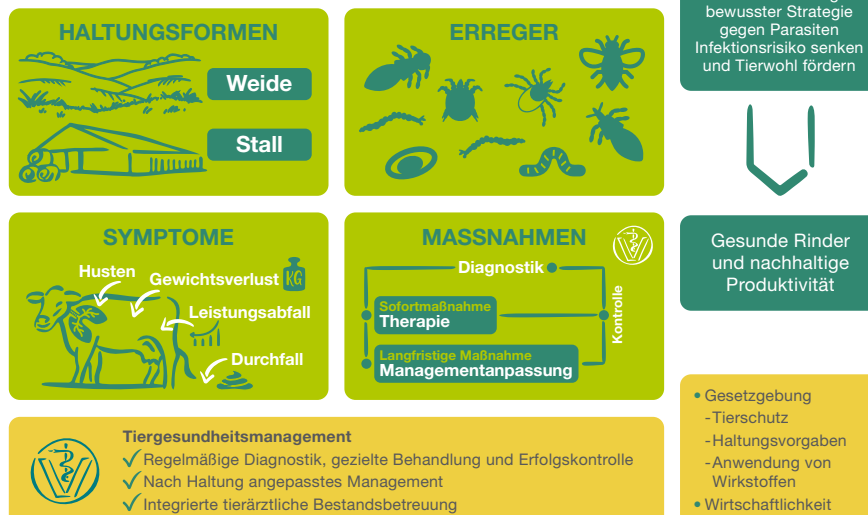 HALTUNGSFORMEN
Weide
Stall
ERREGER
bewusster Strategie
gegen Parasiten
Infektionsrisiko senken
und Tierwohl fördern
SYMPTOME
Husten
Gewichtsverlust
KG
Leistungsabfall
Durchfall
MASSNAHMEN
Diagnostik
Sofortmaßnahme
Therapie
Langfristige Maßnahme
Managementanpassung
Kontrolle
Gesunde Rinder
und nachhaltige
Produktivität
Tiergesundheitsmanagement
✓ Regelmäßige Diagnostik, gezielte Behandlung und Erfolgskontrolle
✓ Nach Haltung angepasstes Management
✓ Integrierte tierärztliche Bestandsbetreuung
• Gesetzgebung
-Tierschutz
-Haltungsvorgaben
-Anwendung von
Wirkstoffen
• Wirtschaftlichkeit